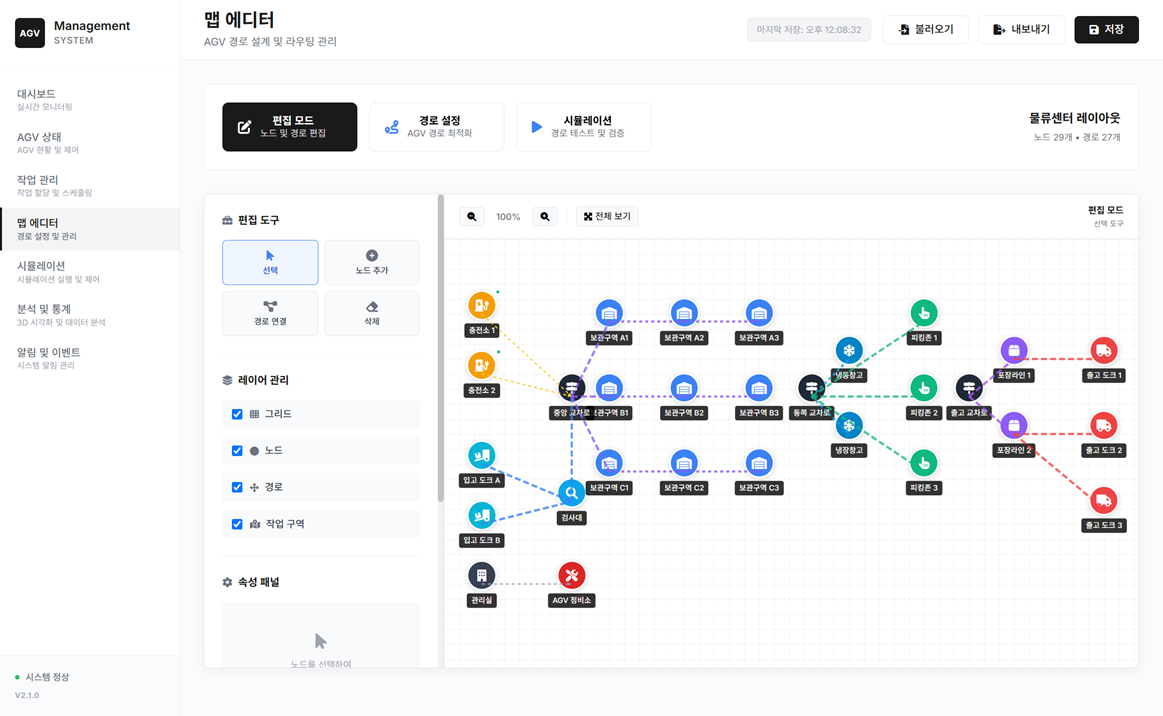 AGV
Management
SYSTEM
대시보드
실시간 모니터링
AGV 상태
AGV 현황 및 제어
작업 관리
작업 할당 및 스케줄링
맵 에디터
경로 설정 및 관리
시뮬레이션
시뮬레이션 실행 및 제어
분석 및 통계
3D 시각화 및 데이터 분석
알림 및 이벤트
시스템 알림 관리
시스템 정상
V2.1.0
맵 에디터
AGV 경로 설계 및 라우팅 관리
마지막 저장: 오후 12:08:32
불러오기
내보내기
저장
편집 모드
노드 및 경로 편집
경로 설정
AGV 경로 최적화
시뮬레이션
경로 테스트 및 검증
물류센터 레이아웃
노드 29개 • 경로 27개
편집 도구
선택
노드 추가
경로 연결
삭제
레이어 관리
그리드
노드
경로
작업 구역
속성 패널
노드를 선택하여
100%
전체 보기
편집 모드
선택 도구
충전소 1
보관구역 A1
보관구역 A2
보관구역 A3
피킹존 1
냉동창고
포장라인 1
출고 도크 1
충전소 2
중앙 교차로
보관구역 B1
보관구역 B2
보관구역 B3
동쪽 교차로
피킹존 2
출고 교차로
냉장창고
포장라인 2
출고 도크 2
입고 도크 A
보관구역 C1
보관구역 C2
보관구역 C3
피킹존 3
검사대
출고 도크 3
입고 도크 B
관리실
AGV 정비소